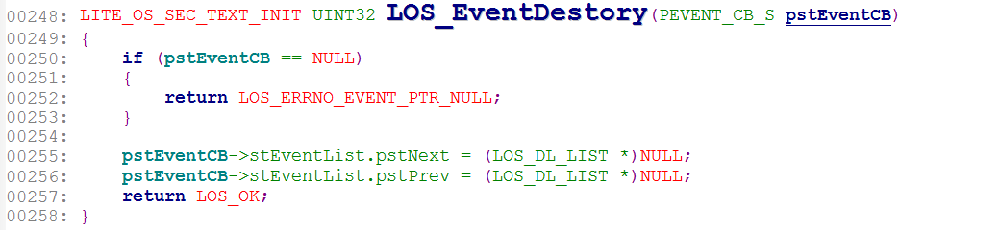 00248: LITE_OS_SEC_TEXT_INIT UINT32 LOS_EventDestory(PEVENT_CB_S pstEventCB)
00249: {
00250:     if (pstEventCB == NULL)
00251:     {
00252:         return LOS_ERRNO_EVENT_PTR_NULL;
00253:     }
00254:
00255:     pstEventCB->stEventList.pstNext = (LOS_DL_LIST *)NULL;
00256:     pstEventCB->stEventList.pstPrev = (LOS_DL_LIST *)NULL;
00257:     return LOS_OK;
00258: }